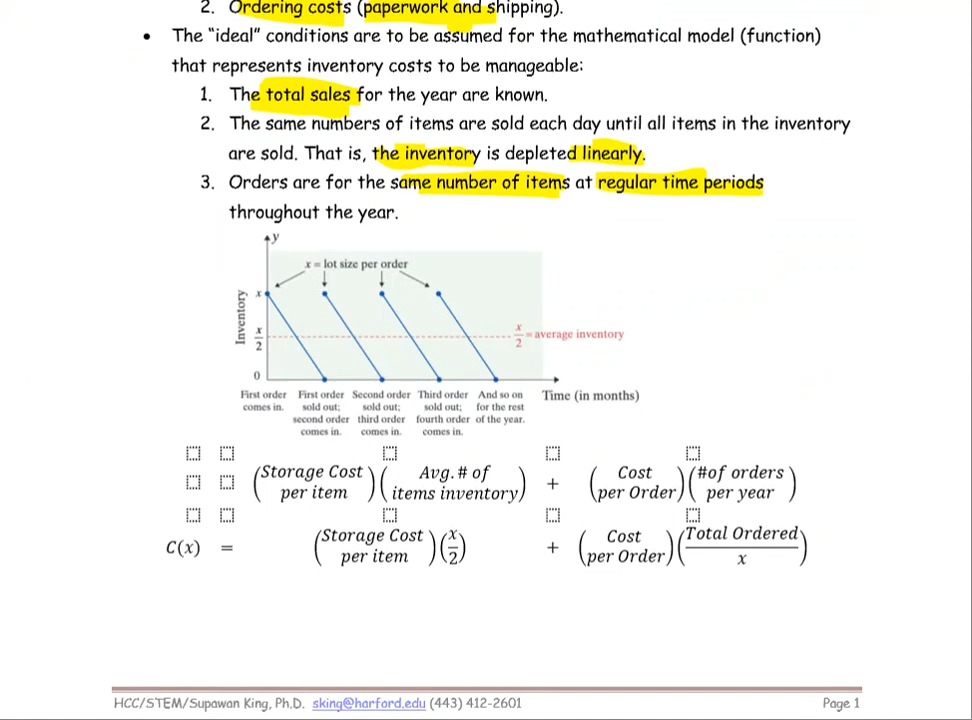 2. Ordering costs (paperwork and shipping).
• The “ideal” conditions are to be assumed for the mathematical model (function)
that represents inventory costs to be manageable:
1. The total sales for the year are known.
2. The same numbers of items are sold each day until all items in the inventory
are sold. That is, the inventory is depleted linearly.
3. Orders are for the same number of items at regular time periods
throughout the year.
y
x = lot size per order
Inventory
x
x/2
x/2 = average inventory
0
First order comes in.
First order sold out; second order comes in.
Second order sold out; third order comes in.
Third order sold out; fourth order comes in.
And so on for the rest of the year.
Time (in months)
(Storage Cost per item)(Avg. # of items inventory) + (Cost per Order)(#of orders per year)
C(x) = (Storage Cost per item)(x/2) + (Cost per Order)(Total Ordered/x)
HCC/STEM/Supawan King, Ph.D. sking@harford.edu (443) 412-2601
Page 1